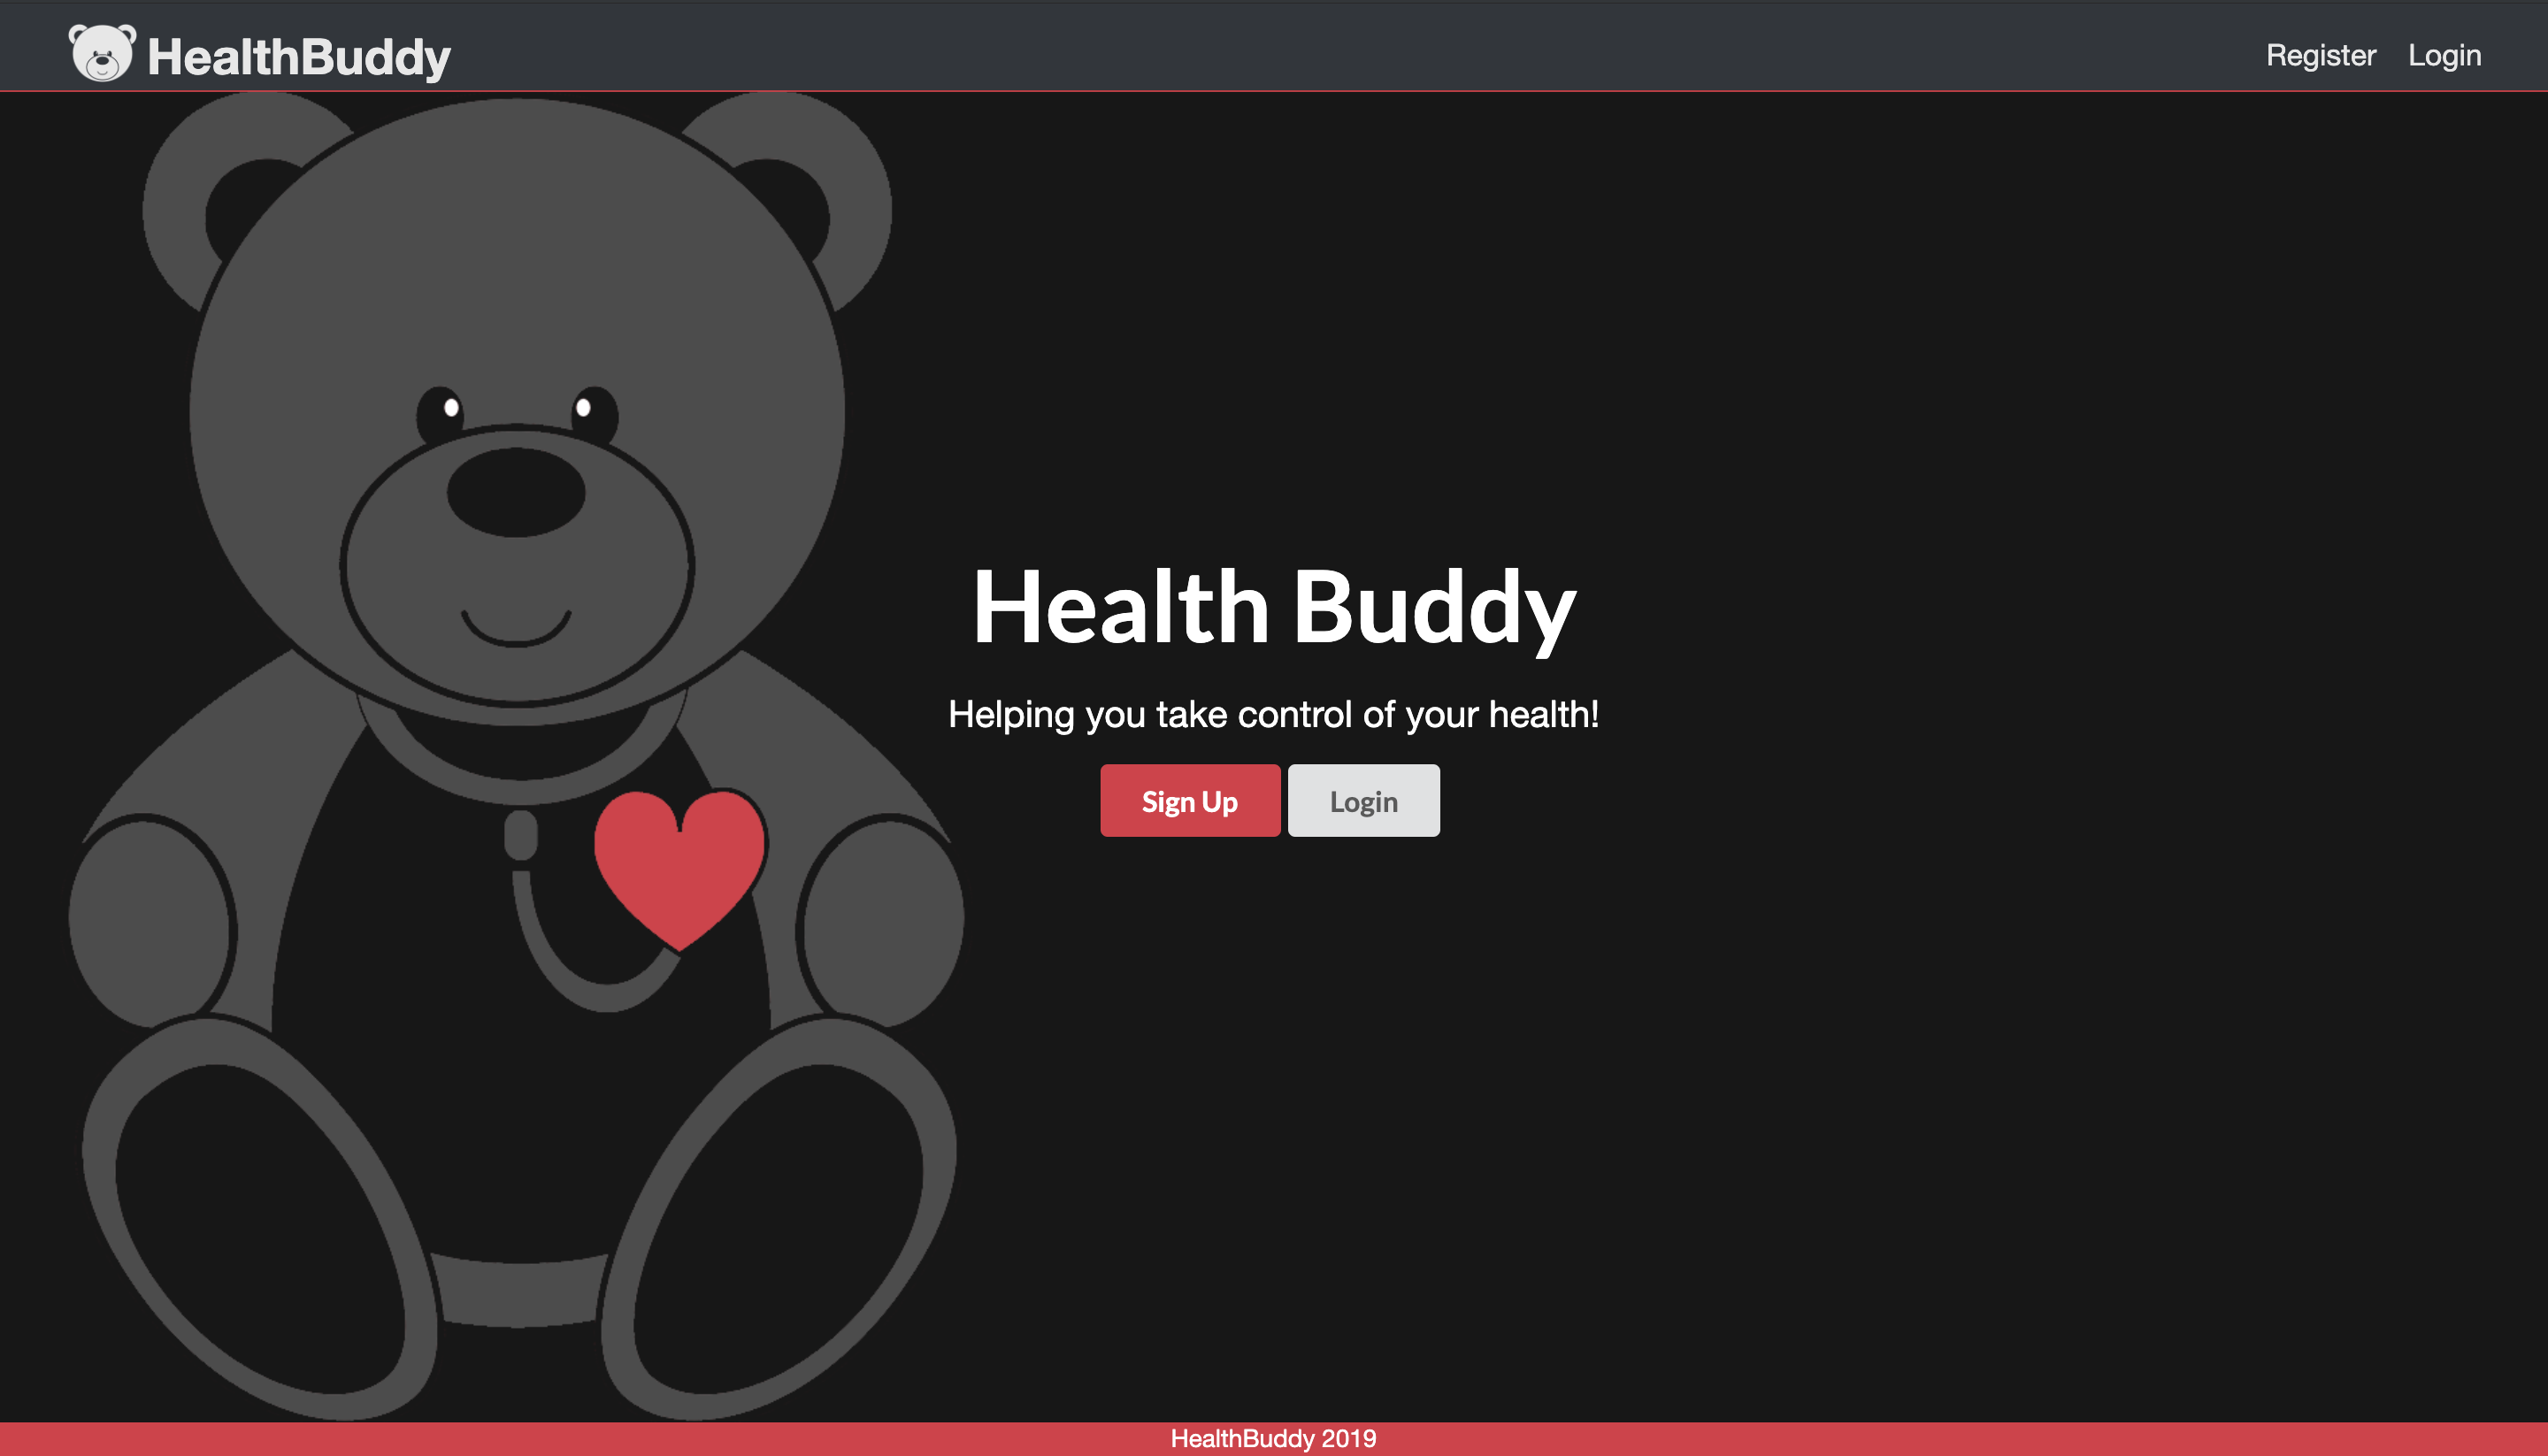 HealthBuddy
Register Login
Health Buddy
Helping you take control of your health!
Sign Up Login
HealthBuddy 2019